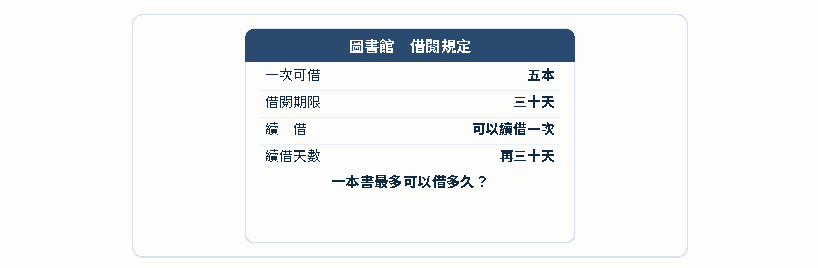 圖書館　借閱規定
一次可借　五本
借閱期限　三十天
續　借　可以續借一次
續借天數　再三十天
一本書最多可以借多久？